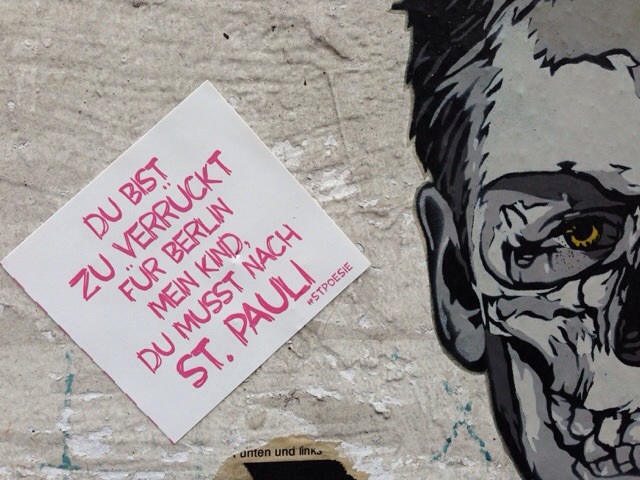 DU BIST
ZU VERRÜCKT
FÜR BERLIN
MEIN KIND,
DU MUSST NACH
ST. PAULI
#STPOESIE
unten und links